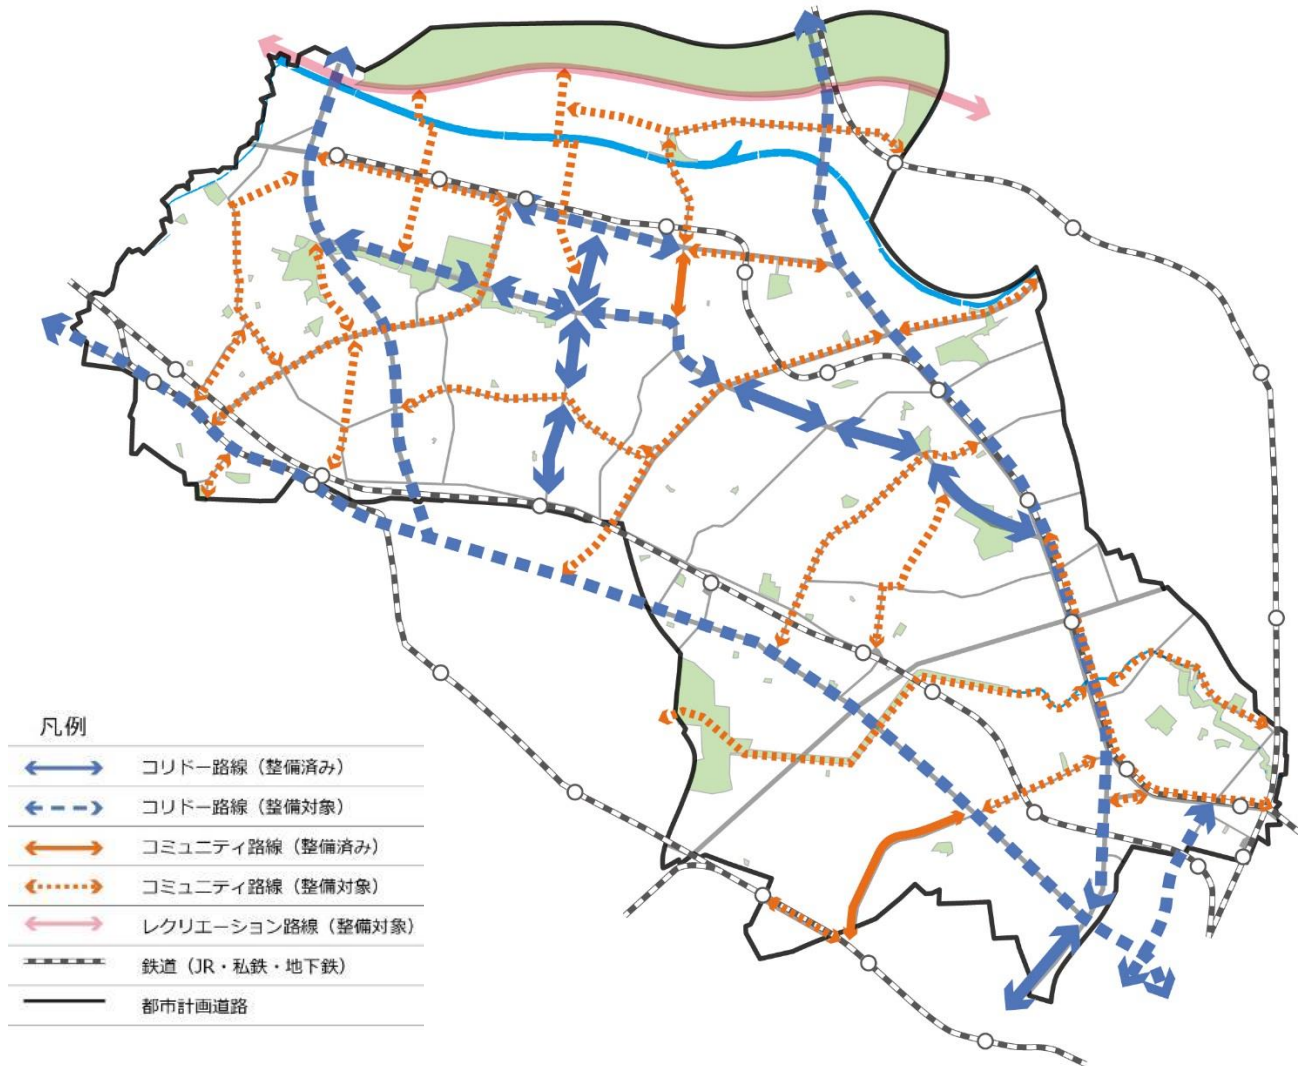 凡例
コリドー路線（整備済み）
コリドー路線（整備対象）
コミュニティ路線（整備済み）
コミュニティ路線（整備対象）
レクリエーション路線（整備対象）
鉄道（JR・私鉄・地下鉄）
都市計画道路